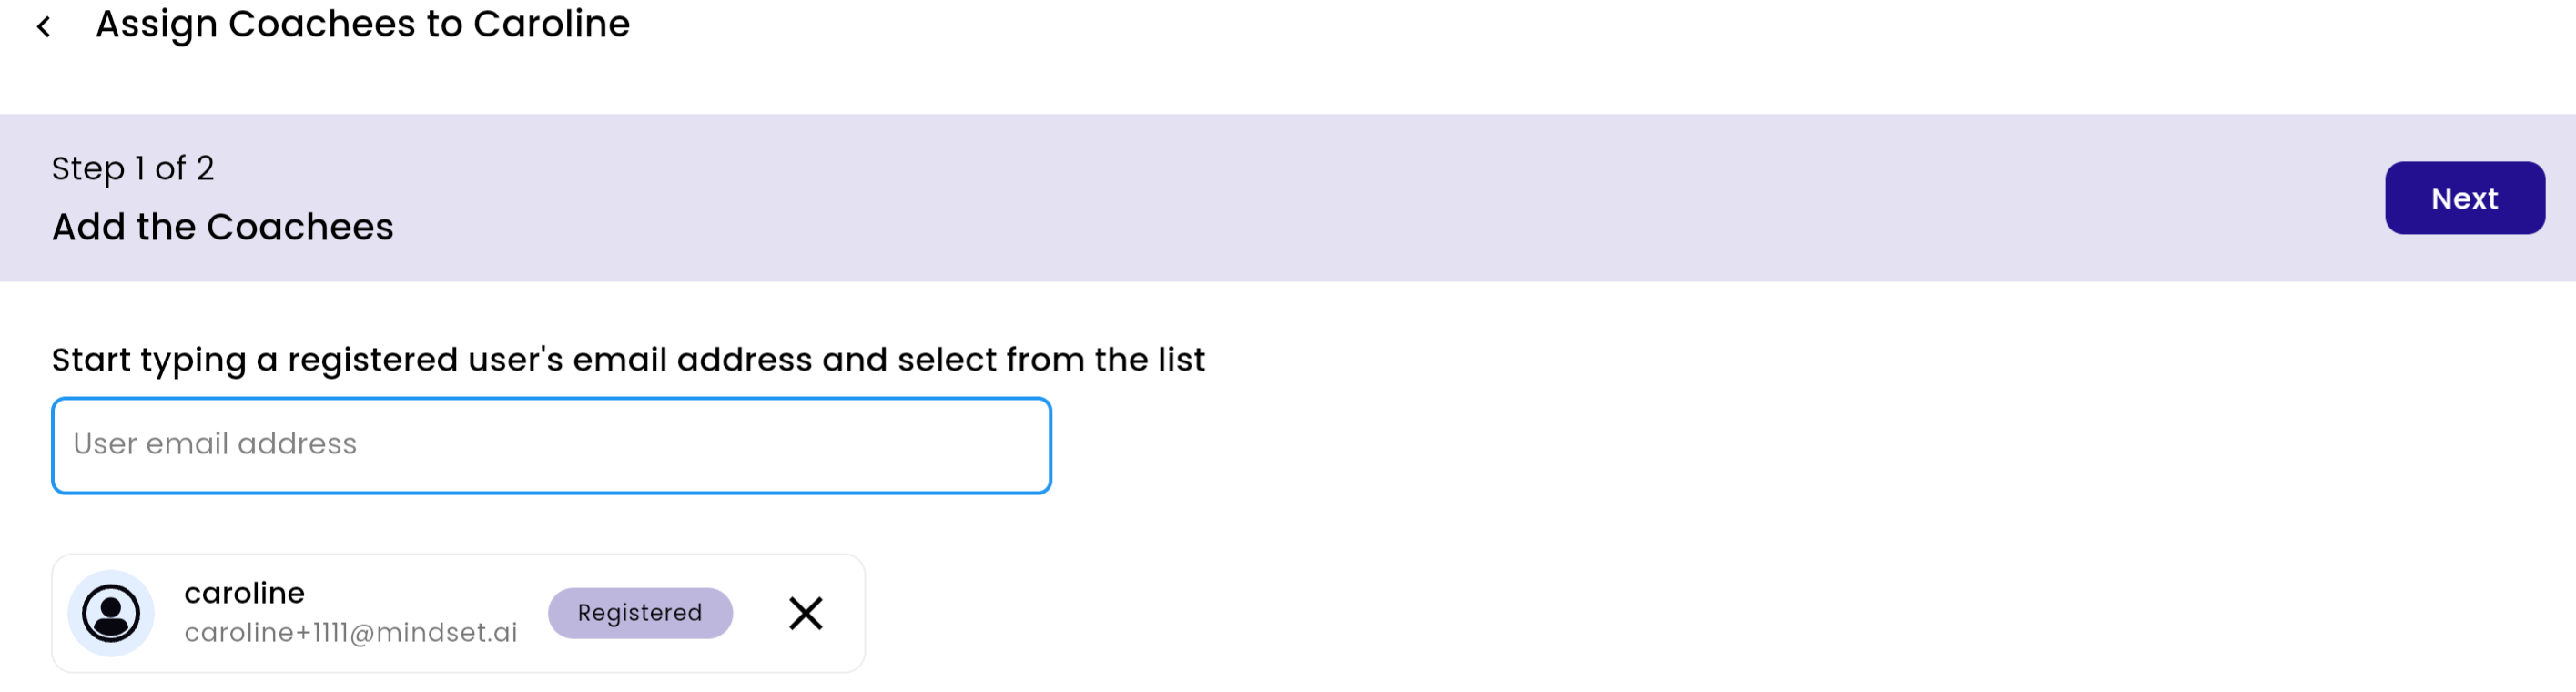 Assign Coachees to Caroline
Step 1 of 2
Add the Coachees
Next
Start typing a registered user's email address and select from the list
User email address
caroline
caroline+1111@mindset.ai
Registered